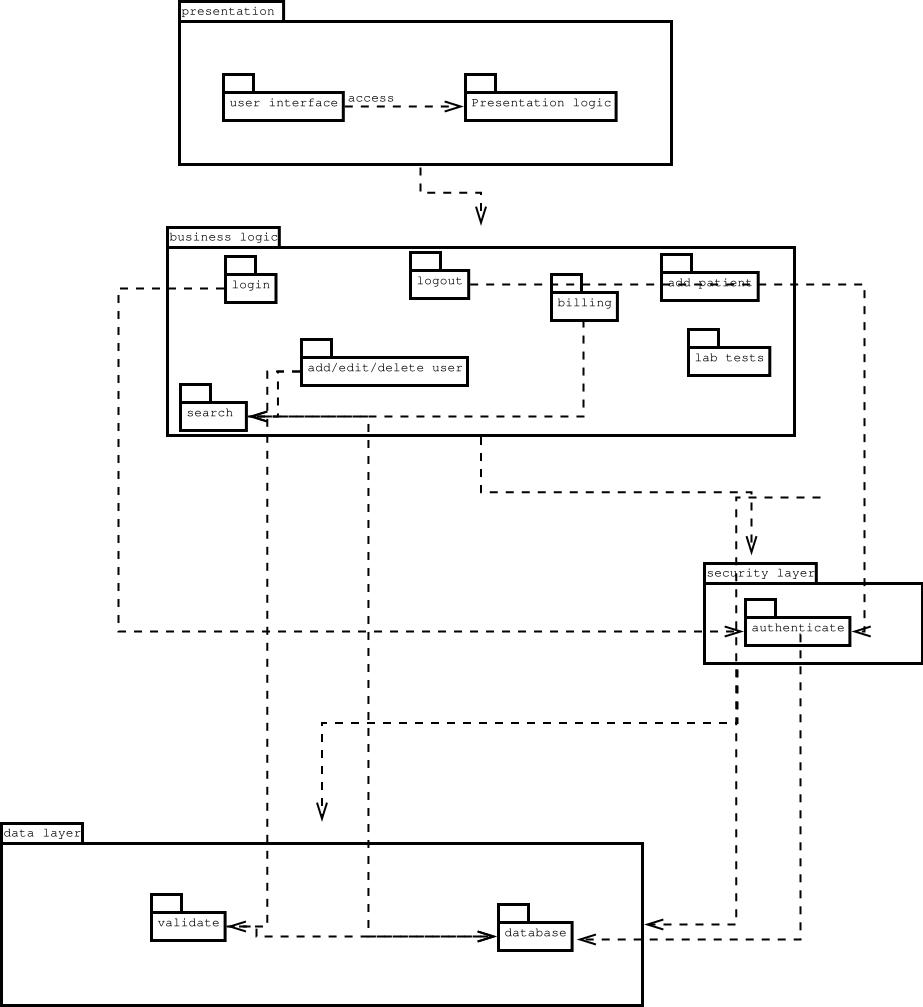 presentation
user interface
access
Presentation logic
business logic
login
logout
billing
add patient
lab tests
add/edit/delete user
search
security layer
authenticate
data layer
validate
database